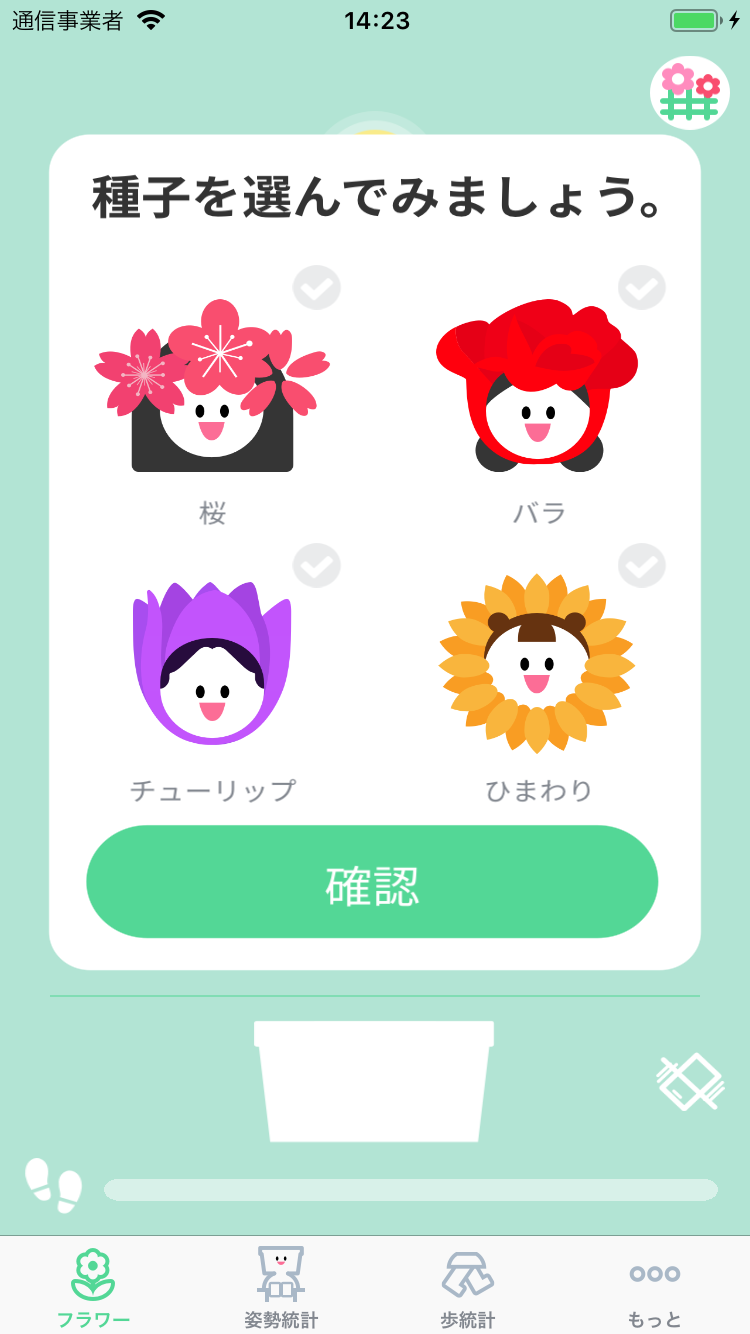 通信事業者
14:23
種子を選んでみましょう。
桜
バラ
チューリップ
ひまわり
確認
フラワー
姿勢統計
歩統計
もっと